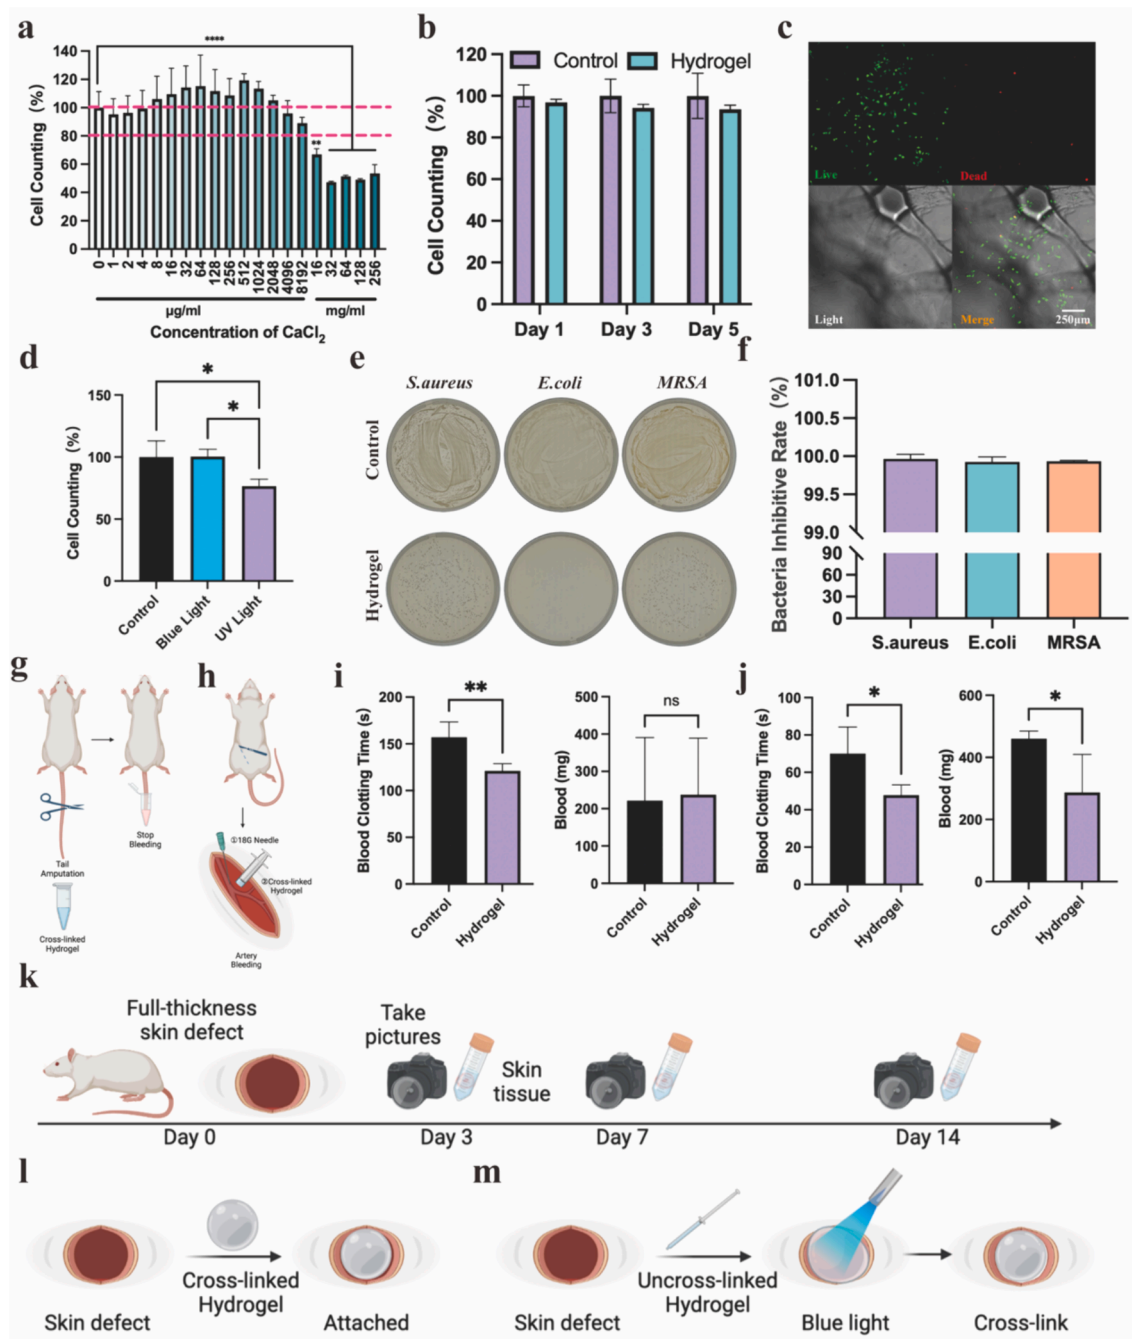 a
140
120
100
80
60
40
20
0
Cell Counting (%)
****
**
0 1 2 4 8 16 32 64 128 256 512 1024 2048 4096 8192 16 32 64 128 256
µg/ml
mg/ml
Concentration of CaCl2
b
120
100
80
60
40
20
0
Cell Counting (%)
Control
Hydrogel
Day 1
Day 3
Day 5
c
Live
Dead
Light
Merge
250µm
d
150
100
50
0
Cell Counting (%)
*
*
Control
Blue Light
UV Light
e
S.aureus
E.coli
MRSA
Control
Hydrogel
f
101.0
100.5
100.0
99.5
99.0
90
60
30
0
Bacteria Inhibitive Rate (%)
S.aureus
E.coli
MRSA
g
Tail
Amputation
Cross-linked
Hydrogel
Stop
Bleeding
h
①18G Needle
②Cross-linked
Hydrogel
Artery
Bleeding
i
200
150
100
50
0
Blood Clotting Time (s)
**
Control
Hydrogel
500
400
300
200
100
0
Blood (mg)
ns
Control
Hydrogel
j
100
80
60
40
20
0
Blood Clotting Time (s)
*
Control
Hydrogel
600
400
200
0
Blood (mg)
*
Control
Hydrogel
k
Full-thickness
skin defect
Take
pictures
Skin
tissue
Day 0
Day 3
Day 7
Day 14
l
Cross-linked
Hydrogel
Skin defect
Attached
m
Uncross-linked
Hydrogel
Skin defect
Blue light
Cross-link